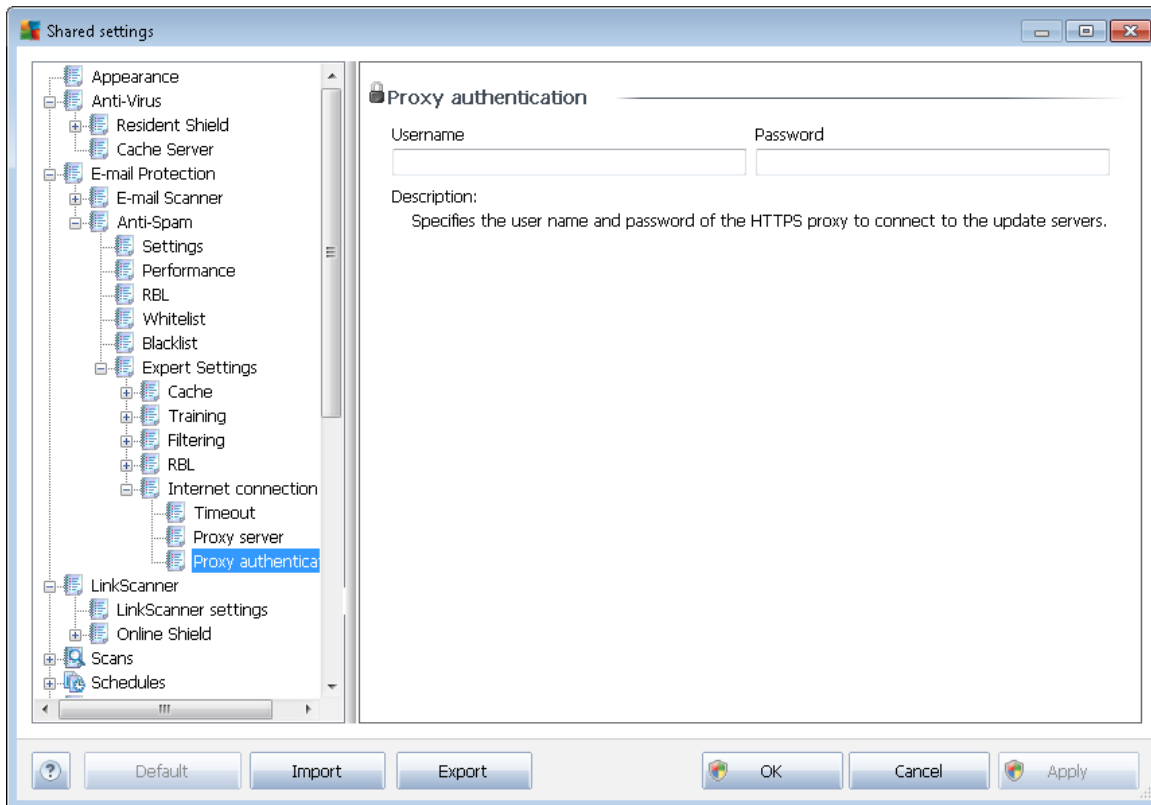 Shared settings
Appearance
Anti-Virus
Resident Shield
Cache Server
E-mail Protection
E-mail Scanner
Anti-Spam
Settings
Performance
RBL
Whitelist
Blacklist
Expert Settings
Cache
Training
Filtering
RBL
Internet connection
Timeout
Proxy server
Proxy authentica
LinkScanner
LinkScanner settings
Online Shield
Scans
Schedules
Proxy authentication
Username Password
Description:
Specifies the user name and password of the HTTPS proxy to connect to the update servers.
? Default Import Export OK Cancel Apply